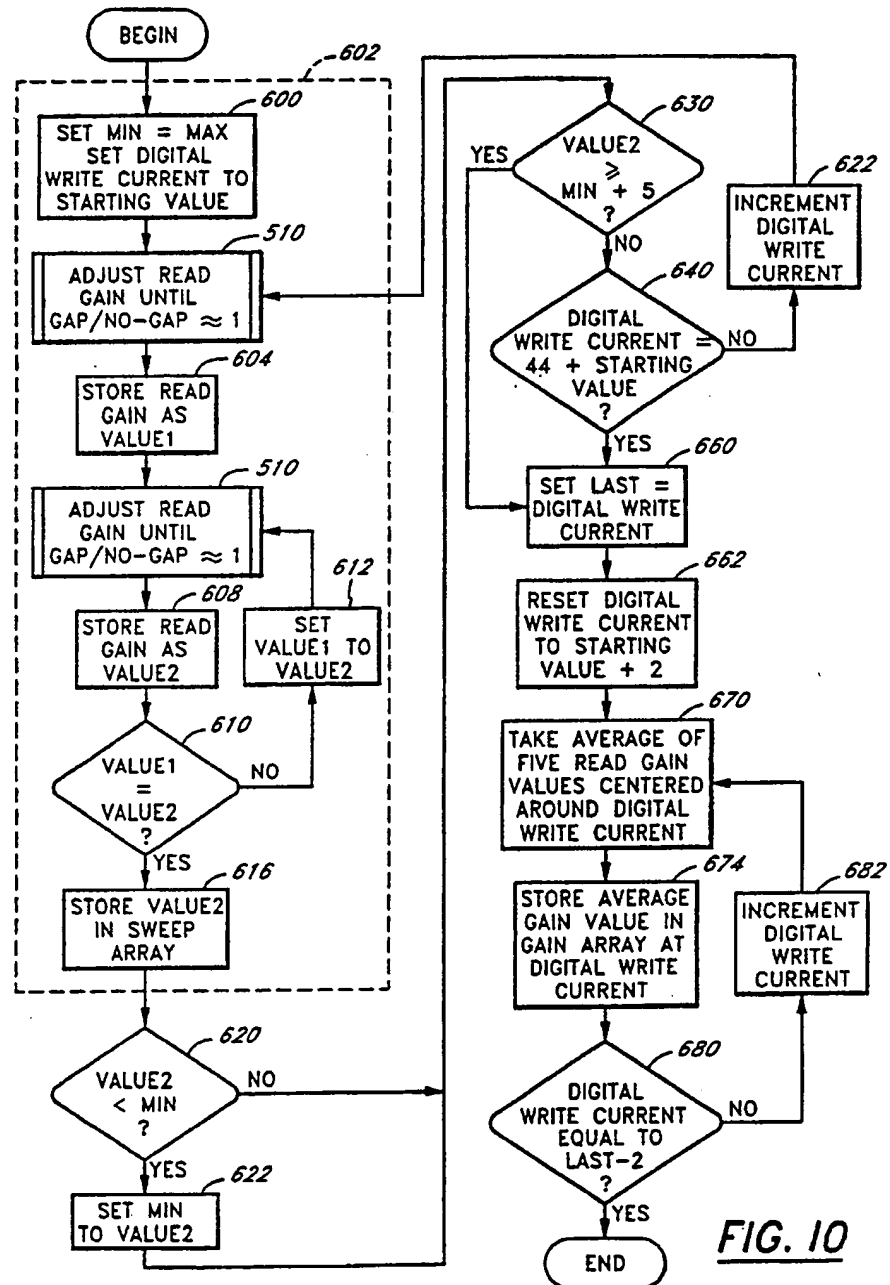 BEGIN
602
600
SET MIN = MAX
SET DIGITAL
WRITE CURRENT TO
STARTING VALUE
510
ADJUST READ
GAIN UNTIL
GAP/NO-GAP ≈ 1
604
STORE READ
GAIN AS
VALUE1
510
ADJUST READ
GAIN UNTIL
GAP/NO-GAP ≈ 1
608
STORE READ
GAIN AS
VALUE2
612
SET
VALUE1 TO
VALUE2
610
VALUE1
=
VALUE2
?
NO
YES
616
STORE VALUE2
IN SWEEP
ARRAY
620
VALUE2
< MIN
?
NO
YES
622
SET MIN
TO VALUE2
630
VALUE2
≥
MIN + 5
?
YES
NO
622
INCREMENT
DIGITAL
WRITE
CURRENT
640
DIGITAL
WRITE CURRENT =
44 + STARTING
VALUE
?
NO
YES
660
SET LAST =
DIGITAL WRITE
CURRENT
662
RESET DIGITAL
WRITE CURRENT
TO STARTING
VALUE + 2
670
TAKE AVERAGE OF
FIVE READ GAIN
VALUES CENTERED
AROUND DIGITAL
WRITE CURRENT
674
STORE AVERAGE
GAIN VALUE IN
GAIN ARRAY AT
DIGITAL WRITE
CURRENT
682
INCREMENT
DIGITAL
WRITE
CURRENT
680
DIGITAL
WRITE CURRENT
EQUAL TO
LAST-2
?
NO
YES
END
FIG. 10